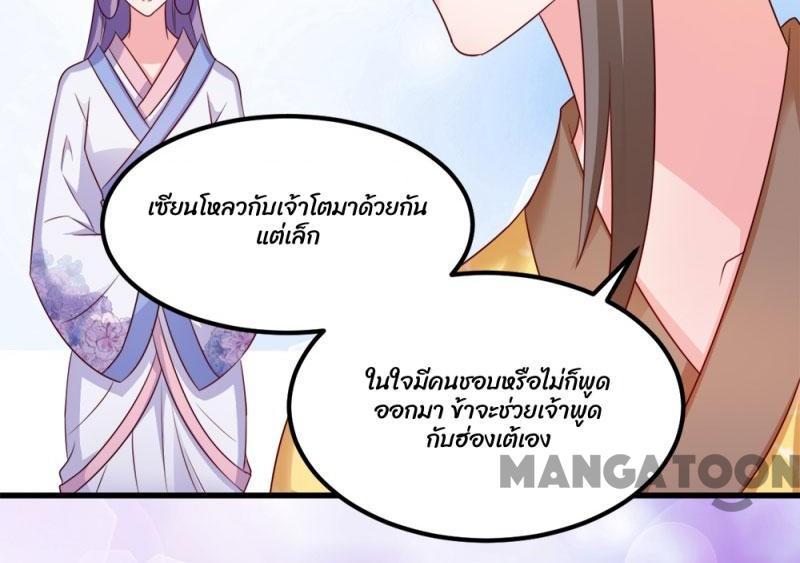 เซียนโหลวกับเจ้าโตมาด้วยกัน
แต่เล็ก
ในใจมีคนชอบหรือไม่ก็พูด
ออกมา ข้าจะช่วยเจ้าพูด
กับฮ่องเต้เอง
MANGATOON